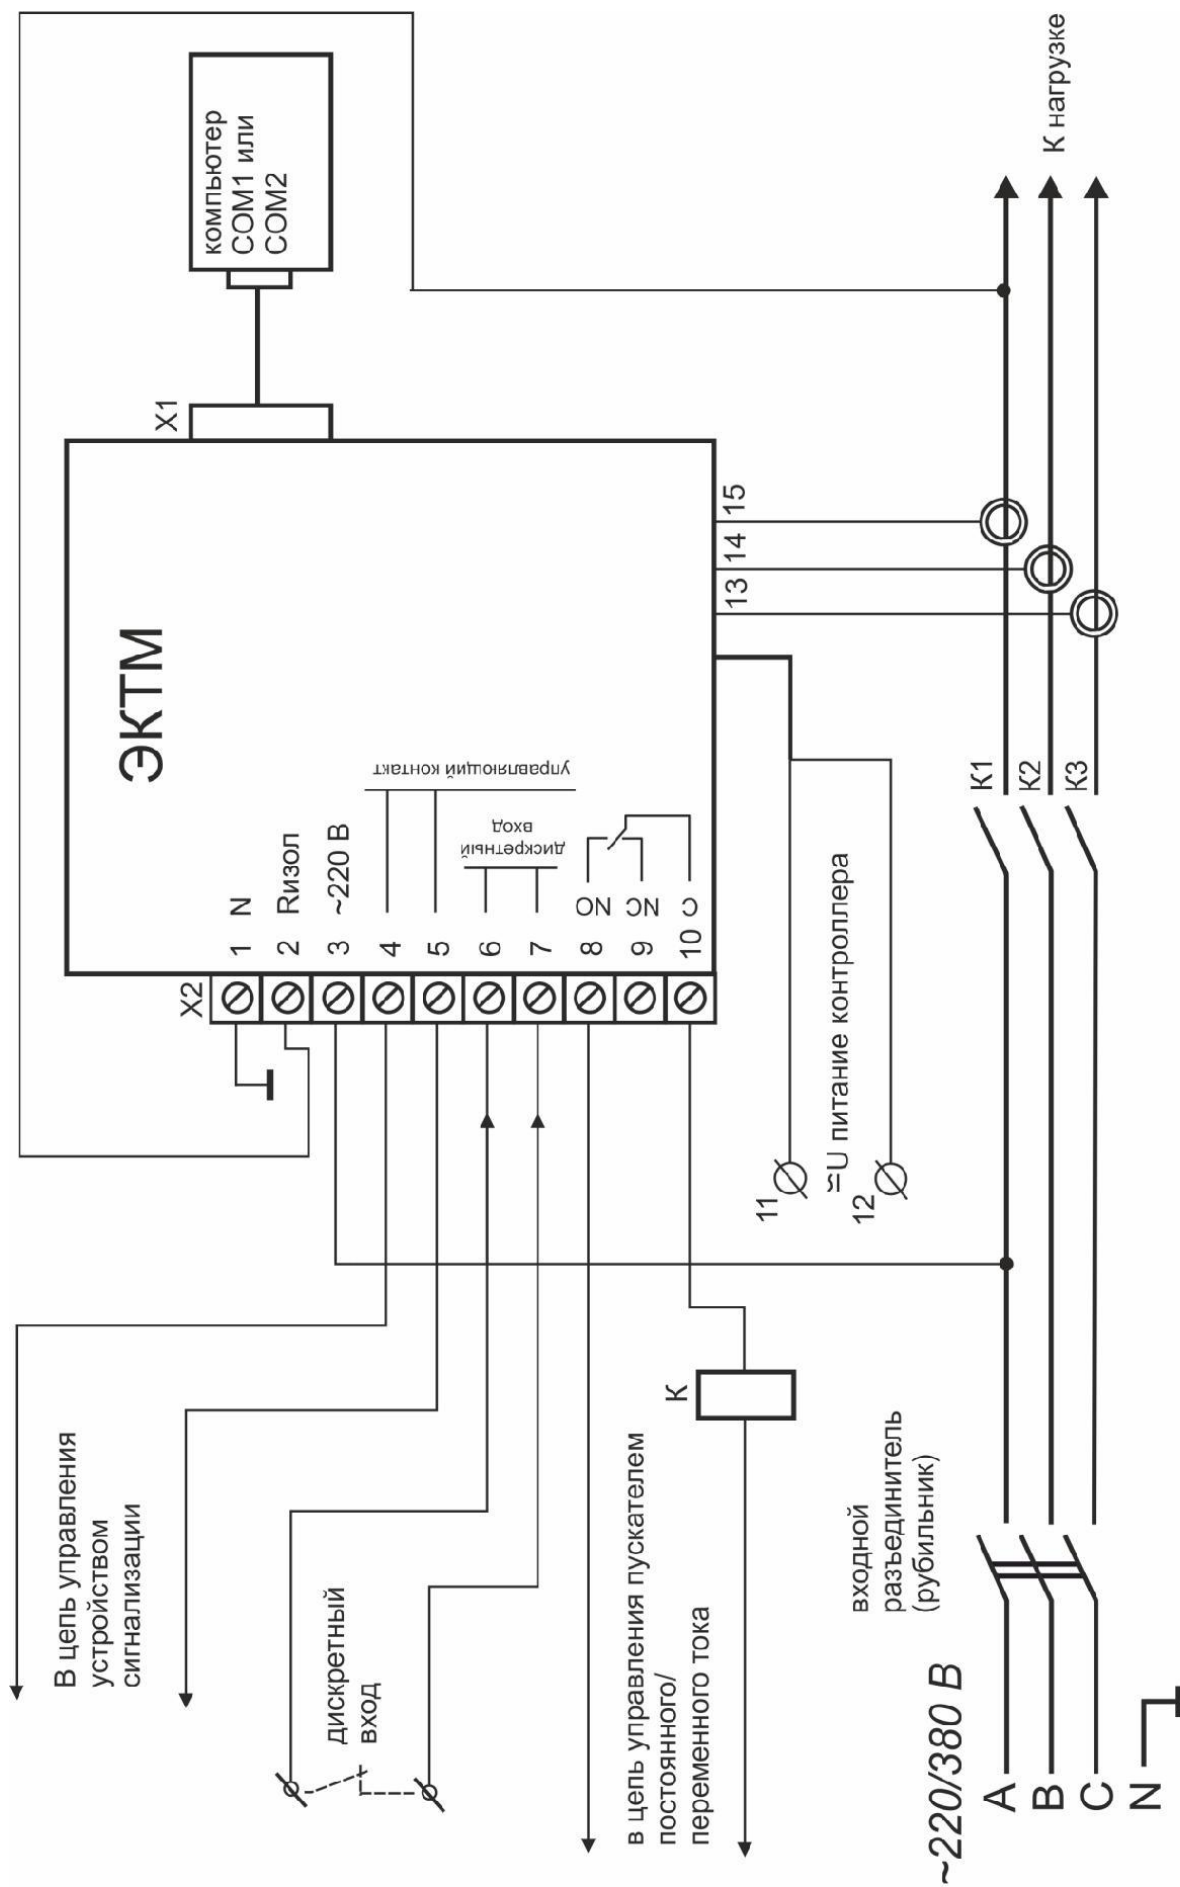 компьютер
COM1 или
COM2
К нагрузке
X1
ЭКТМ
15
14
13
управляющий контакт
дискретный
вход
N
Rизол
~220 В
NO
NC
C
1
2
3
4
5
6
7
8
9
10
X2
К1
К2
К3
≂U питание контроллера
11
12
В цепь управления
устройством
сигнализации
дискретный
вход
К
в цепь управления пускателем
постоянного/
переменного тока
входной
разъединитель
(рубильник)
~220/380 В
A
B
C
N